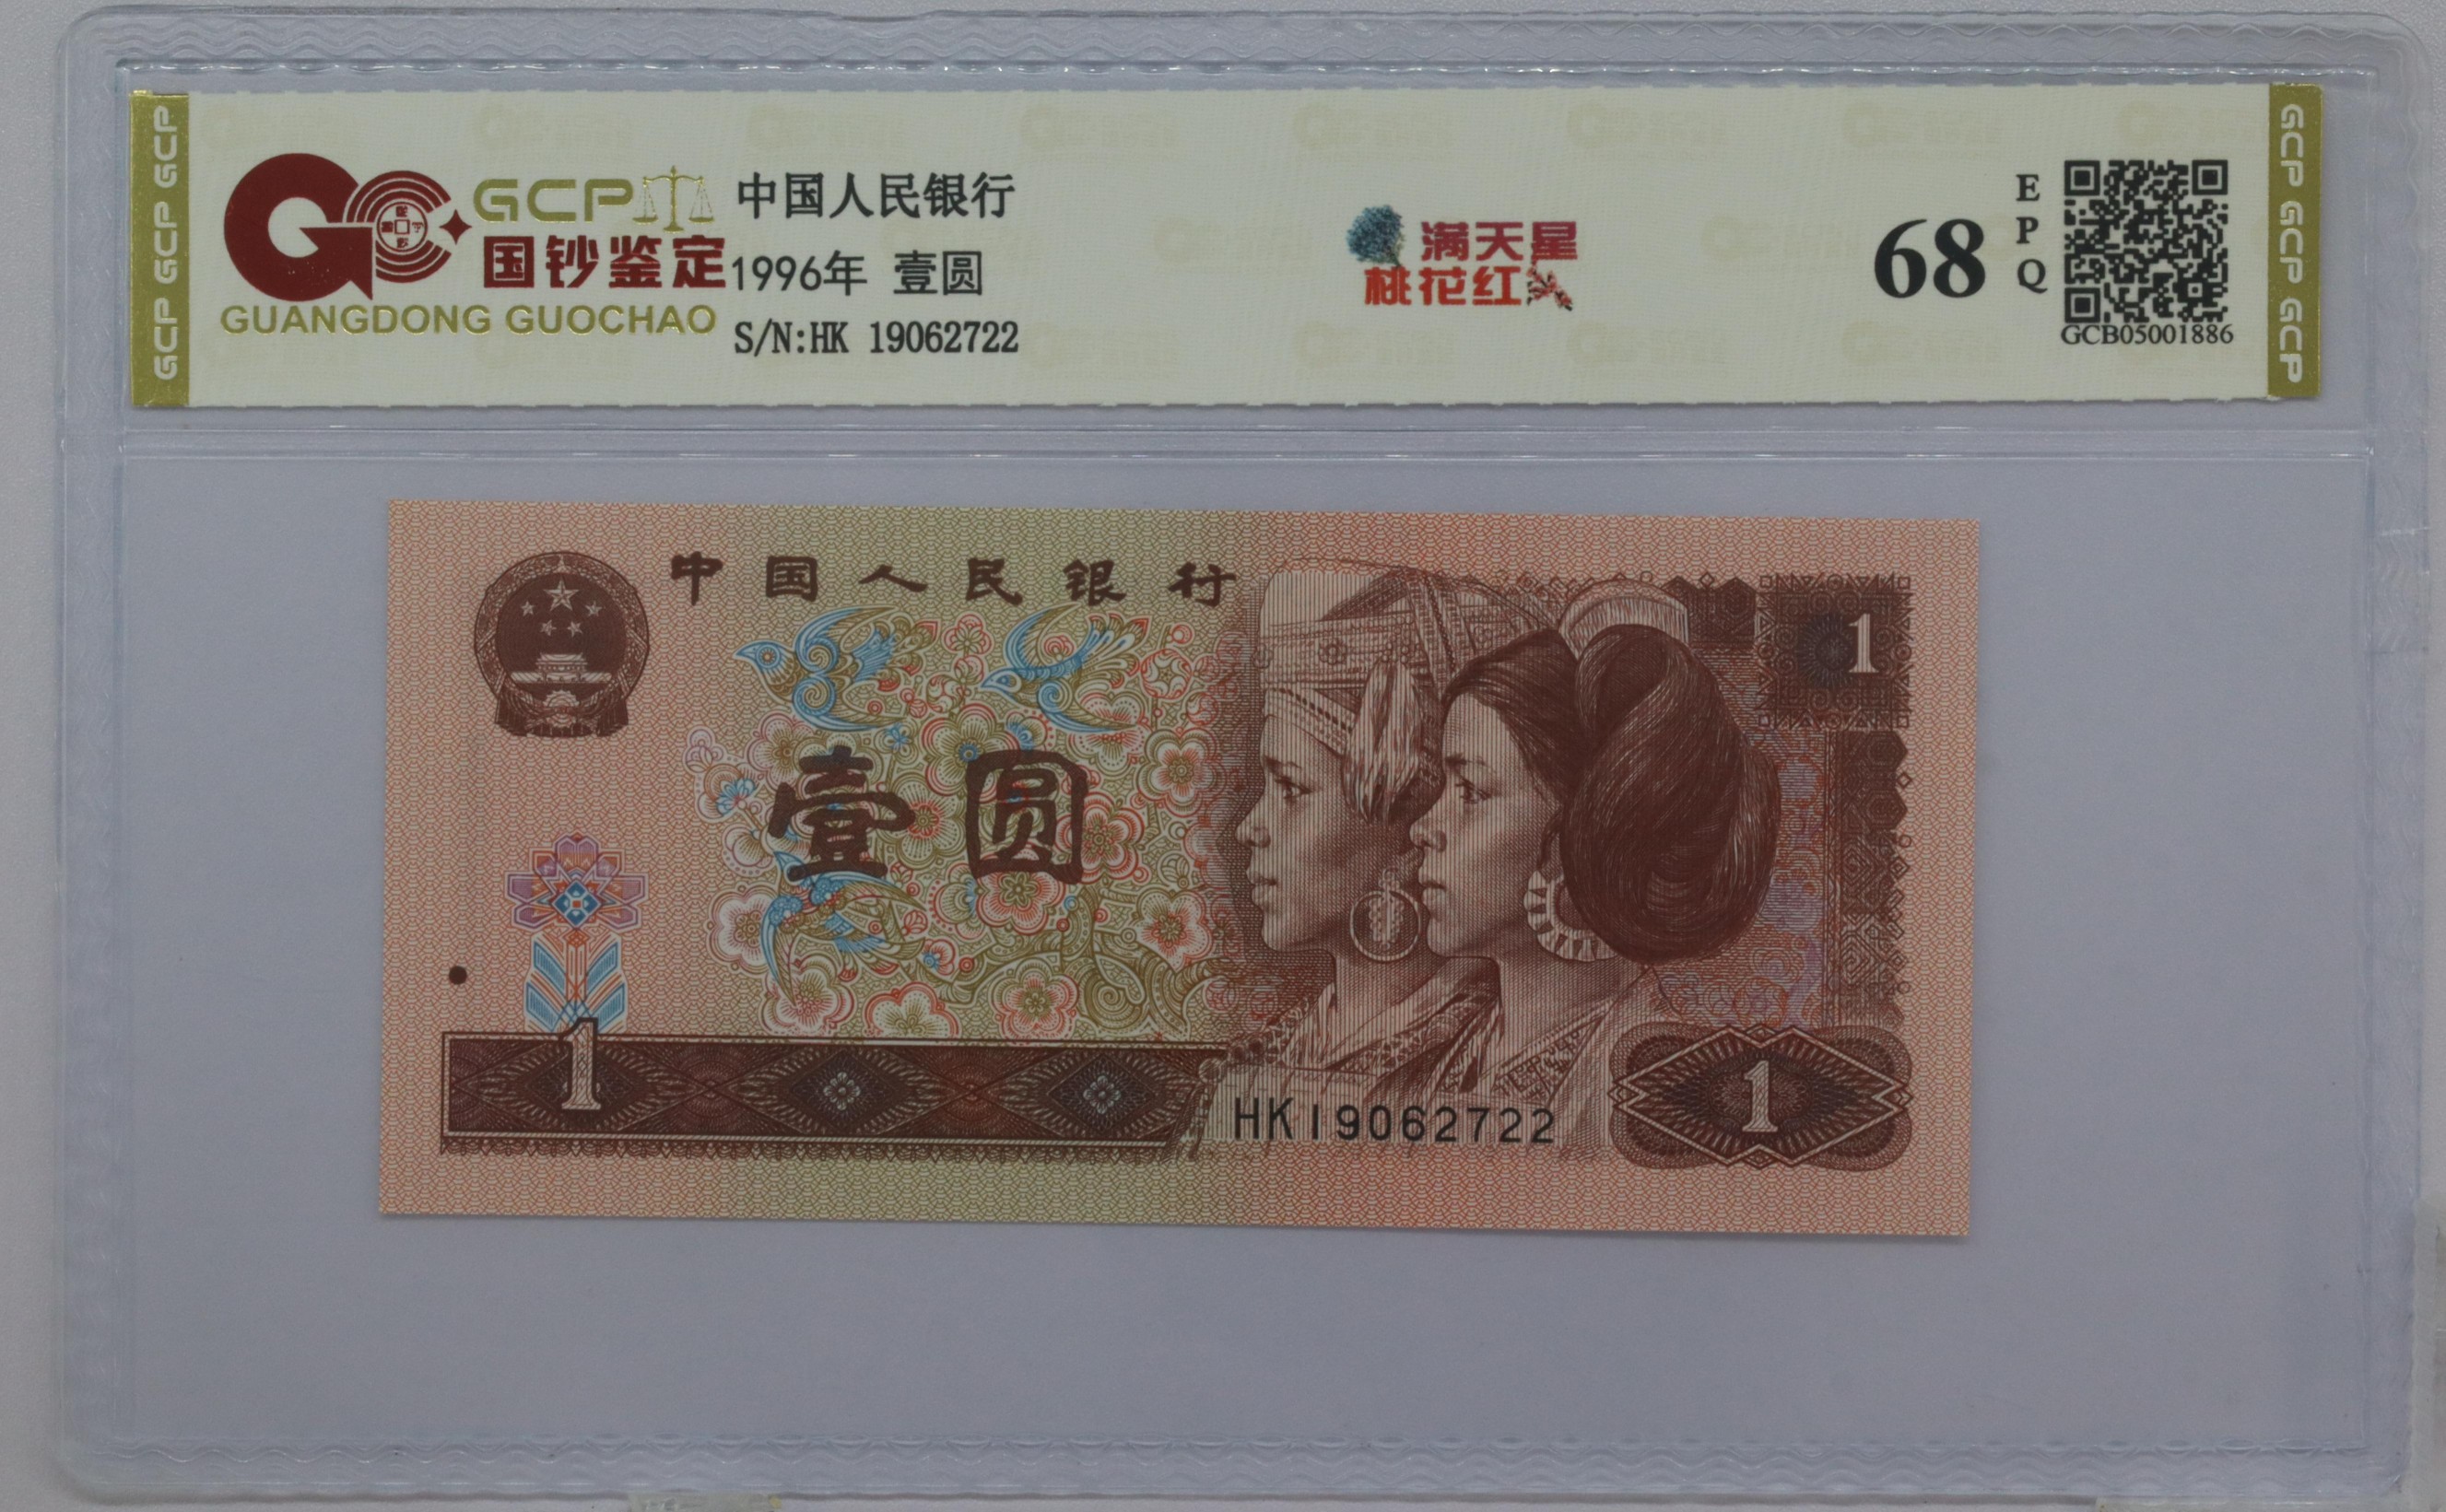 GCP GCP GCP
GCP
国钞鉴定
GUANGDONG GUOCHAO
中国人民银行
1996年 壹圆
S/N:HK 19062722
满天星
桃花红
68
EPQ
GCB05001886
GCP GCP GCP
中国人民银行
1
壹圆
1
HK19062722
1